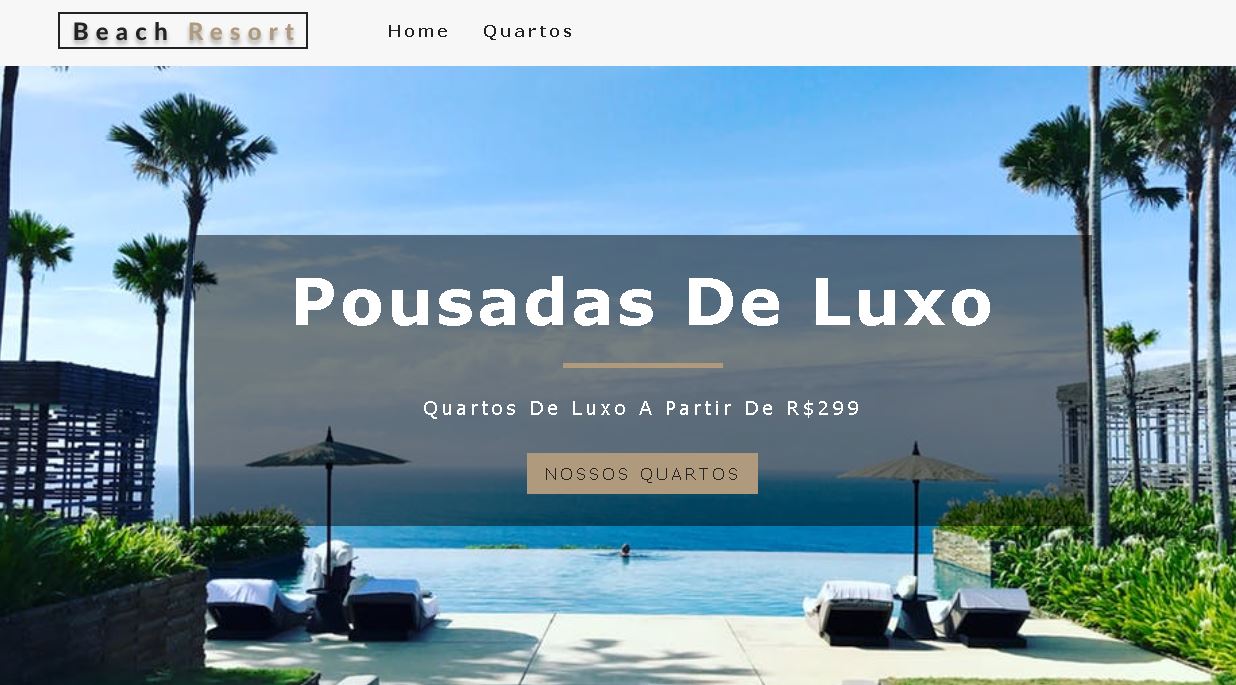 Beach Resort
Home Quartos
Pousadas De Luxo
Quartos De Luxo A Partir De R$299
NOSSOS QUARTOS